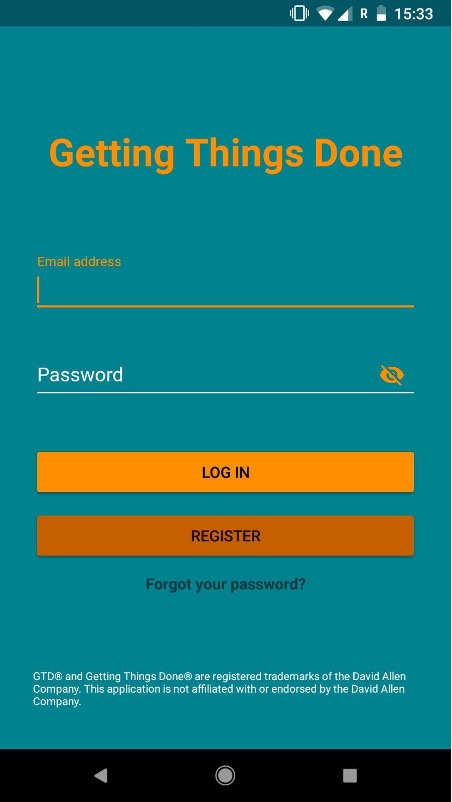 R 15:33
Getting Things Done
Email address
Password
LOG IN
REGISTER
Forgot your password?
GTD® and Getting Things Done® are registered trademarks of the David Allen
Company. This application is not affiliated with or endorsed by the David Allen
Company.